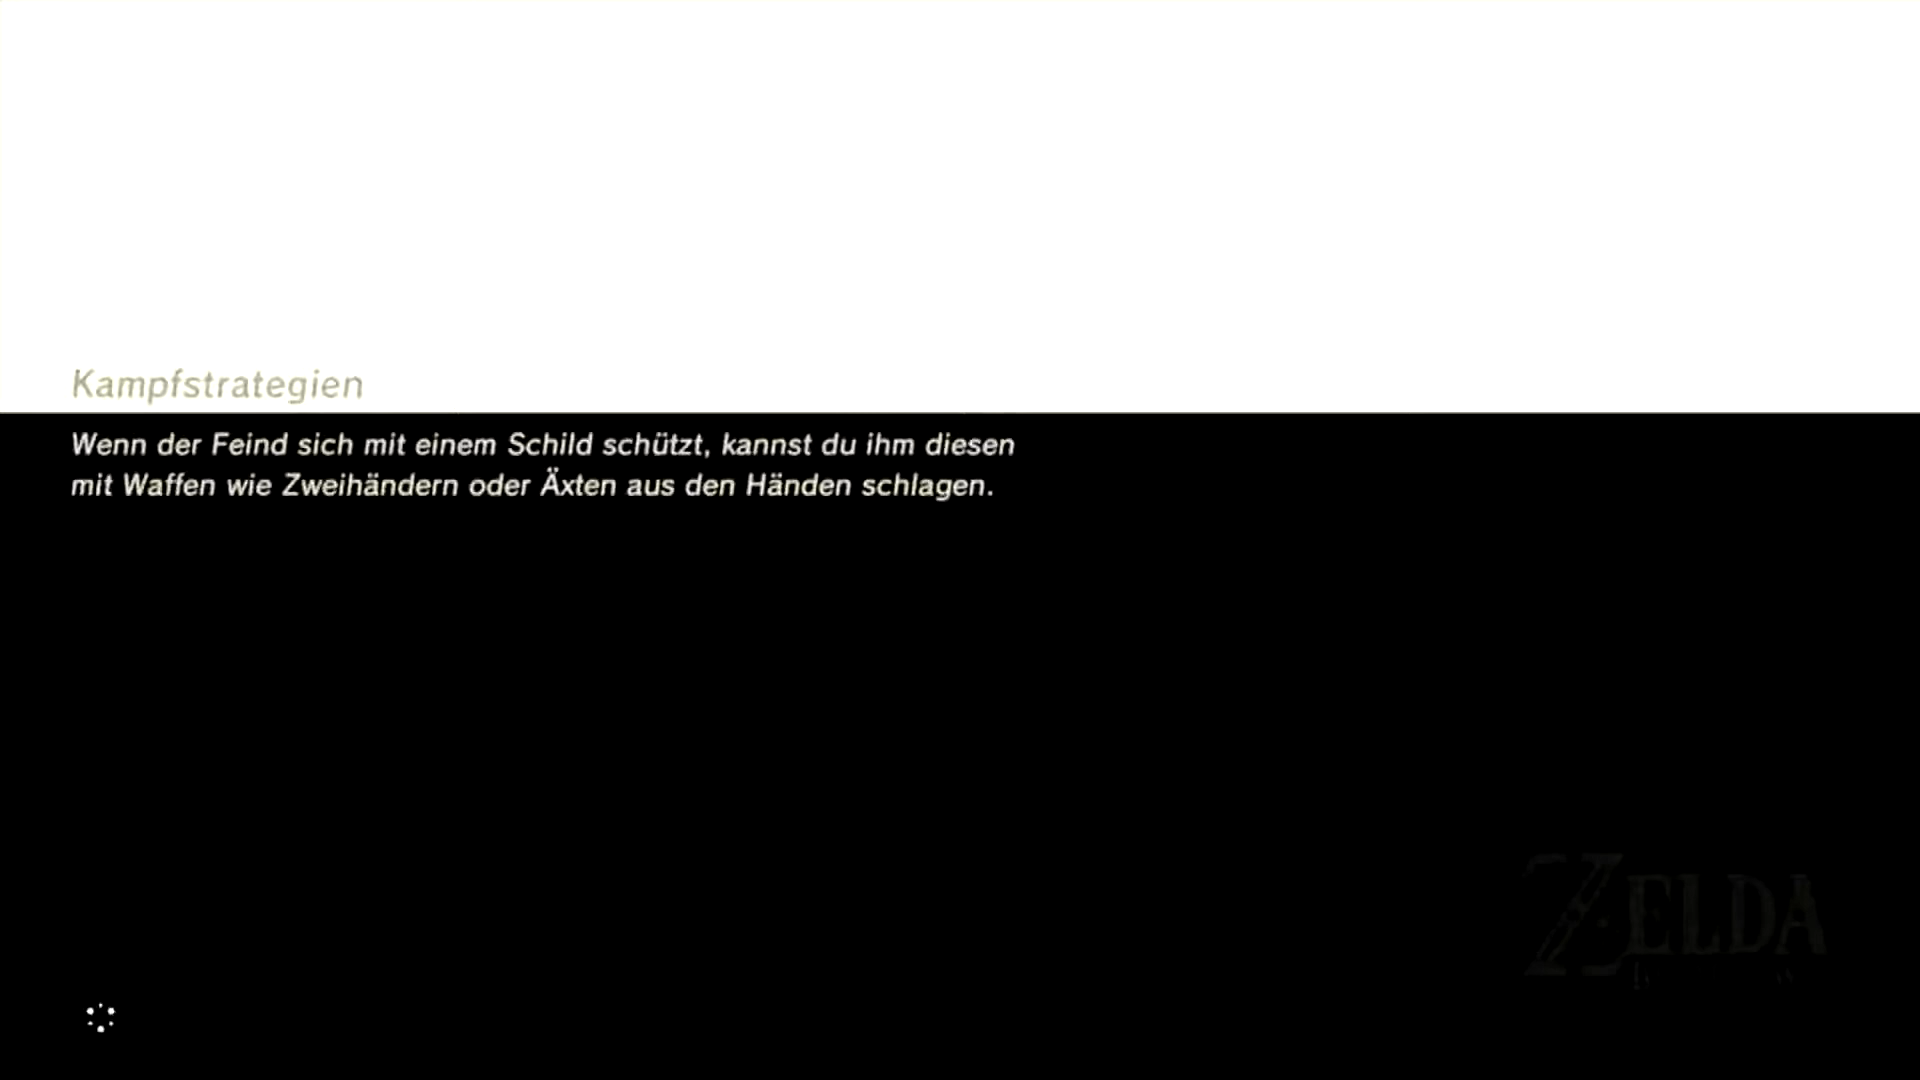 Kampfstrategien
Wenn der Feind sich mit einem Schild schützt, kannst du ihm diesen
mit Waffen wie Zweihändern oder Äxten aus den Händen schlagen.
ZELDA